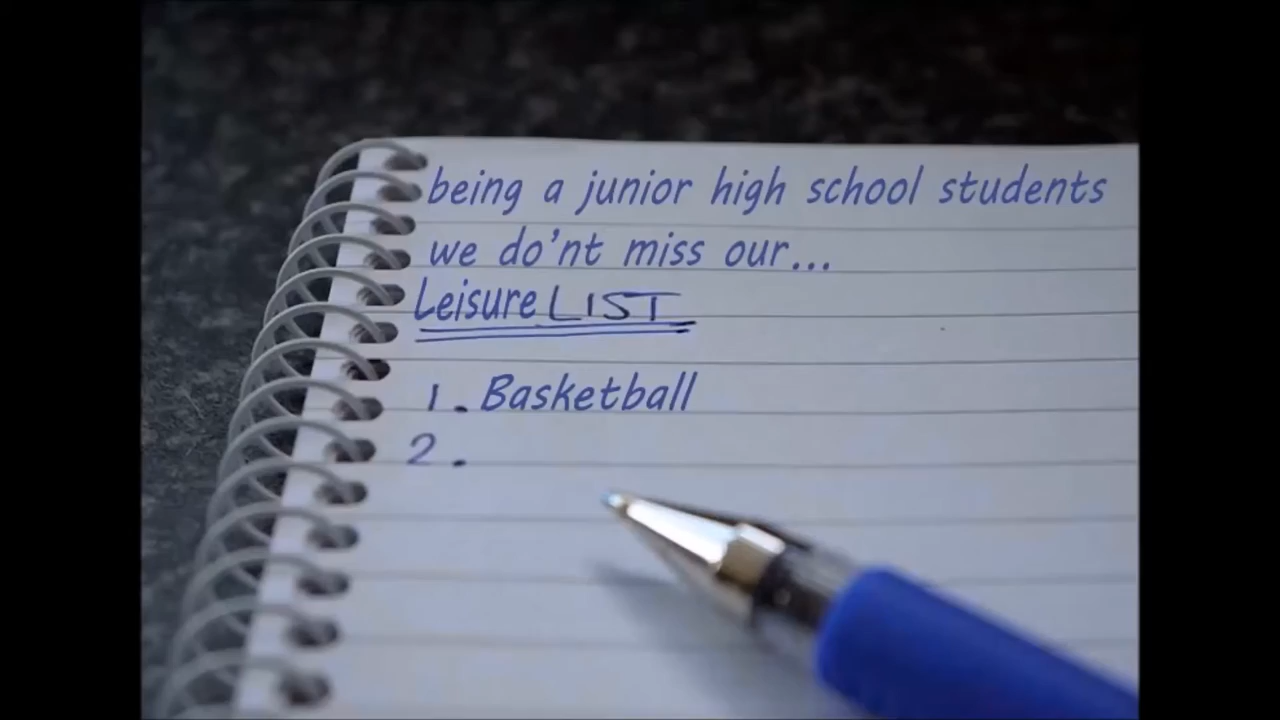 being a junior high school students
we do'nt miss our...
Leisure LIST
1. Basketball
2.